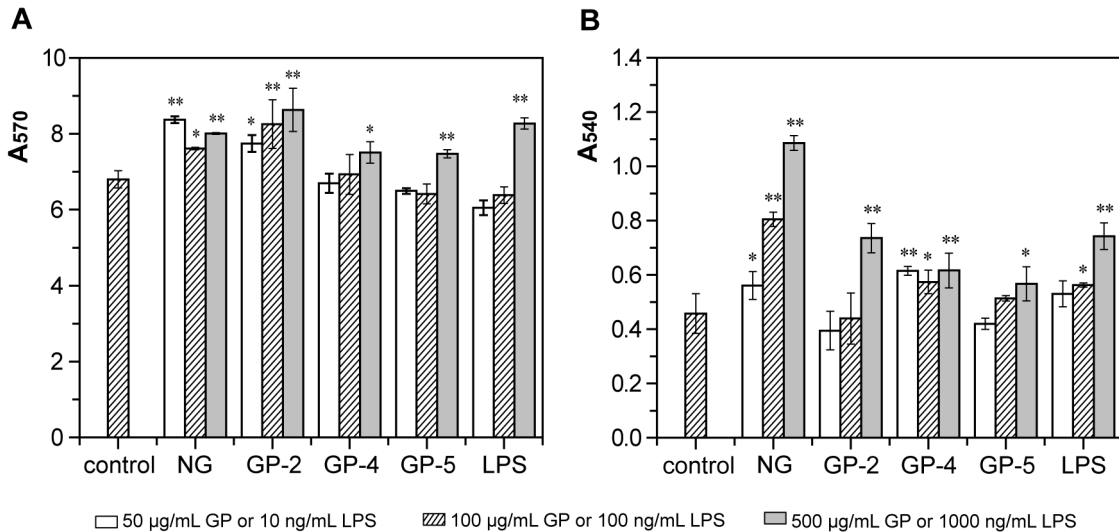 A
B
A570
10
8
6
4
2
0
** * **
* ** **
*
**
**
control NG GP-2 GP-4 GP-5 LPS
A540
1.4
1.2
1.0
0.8
0.6
0.4
0.2
0.0
* ** **
**
** * **
*
* **
control NG GP-2 GP-4 GP-5 LPS
50 μg/mL GP or 10 ng/mL LPS
100 μg/mL GP or 100 ng/mL LPS
500 μg/mL GP or 1000 ng/mL LPS